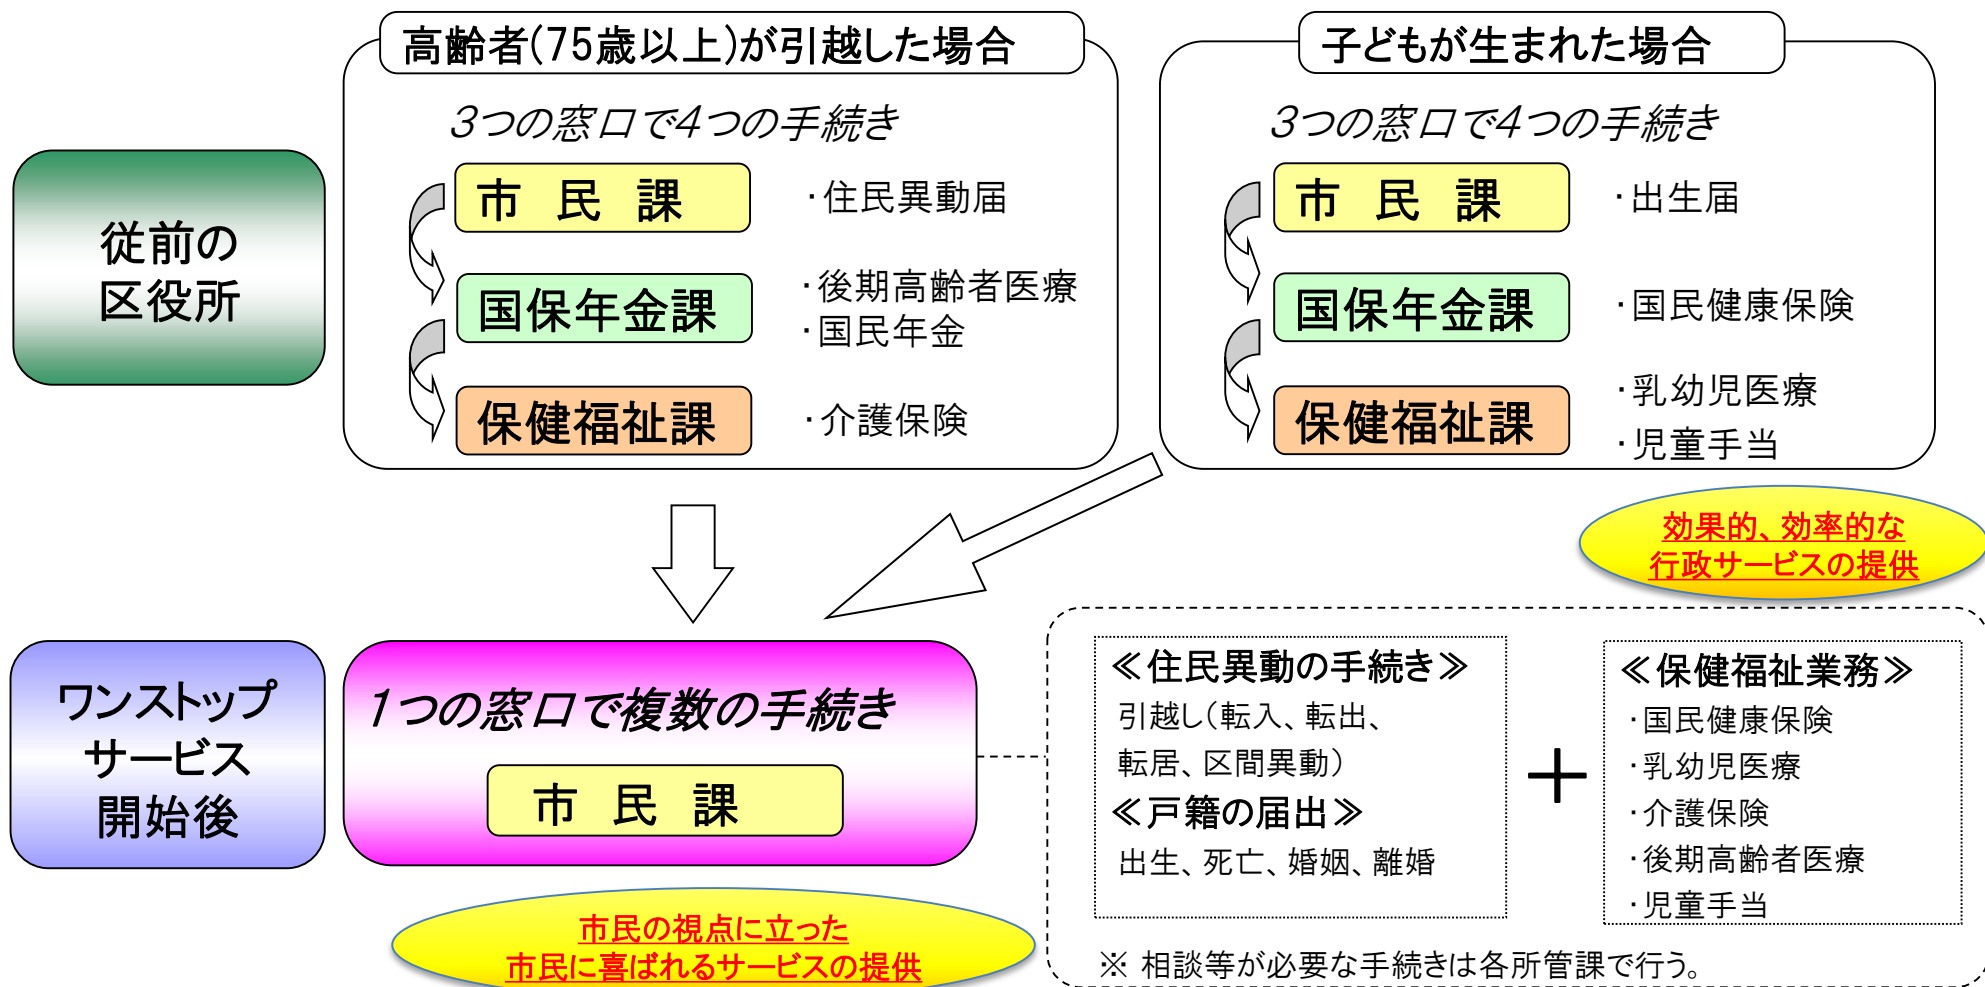 高齢者(75歳以上)が引越した場合
3つの窓口で4つの手続き
市 民 課
・住民異動届
国保年金課
・後期高齢者医療
・国民年金
保健福祉課
・介護保険
子どもが生まれた場合
3つの窓口で4つの手続き
市 民 課
・出生届
国保年金課
・国民健康保険
保健福祉課
・乳幼児医療
・児童手当
従前の
区役所
効果的、効率的な
行政サービスの提供
ワンストップ
サービス
開始後
1つの窓口で複数の手続き
市 民 課
市民の視点に立った
市民に喜ばれるサービスの提供
≪住民異動の手続き≫
引越し(転入、転出、
転居、区間異動)
≪戸籍の届出≫
出生、死亡、婚姻、離婚
＋
≪保健福祉業務≫
・国民健康保険
・乳幼児医療
・介護保険
・後期高齢者医療
・児童手当
※ 相談等が必要な手続きは各所管課で行う。